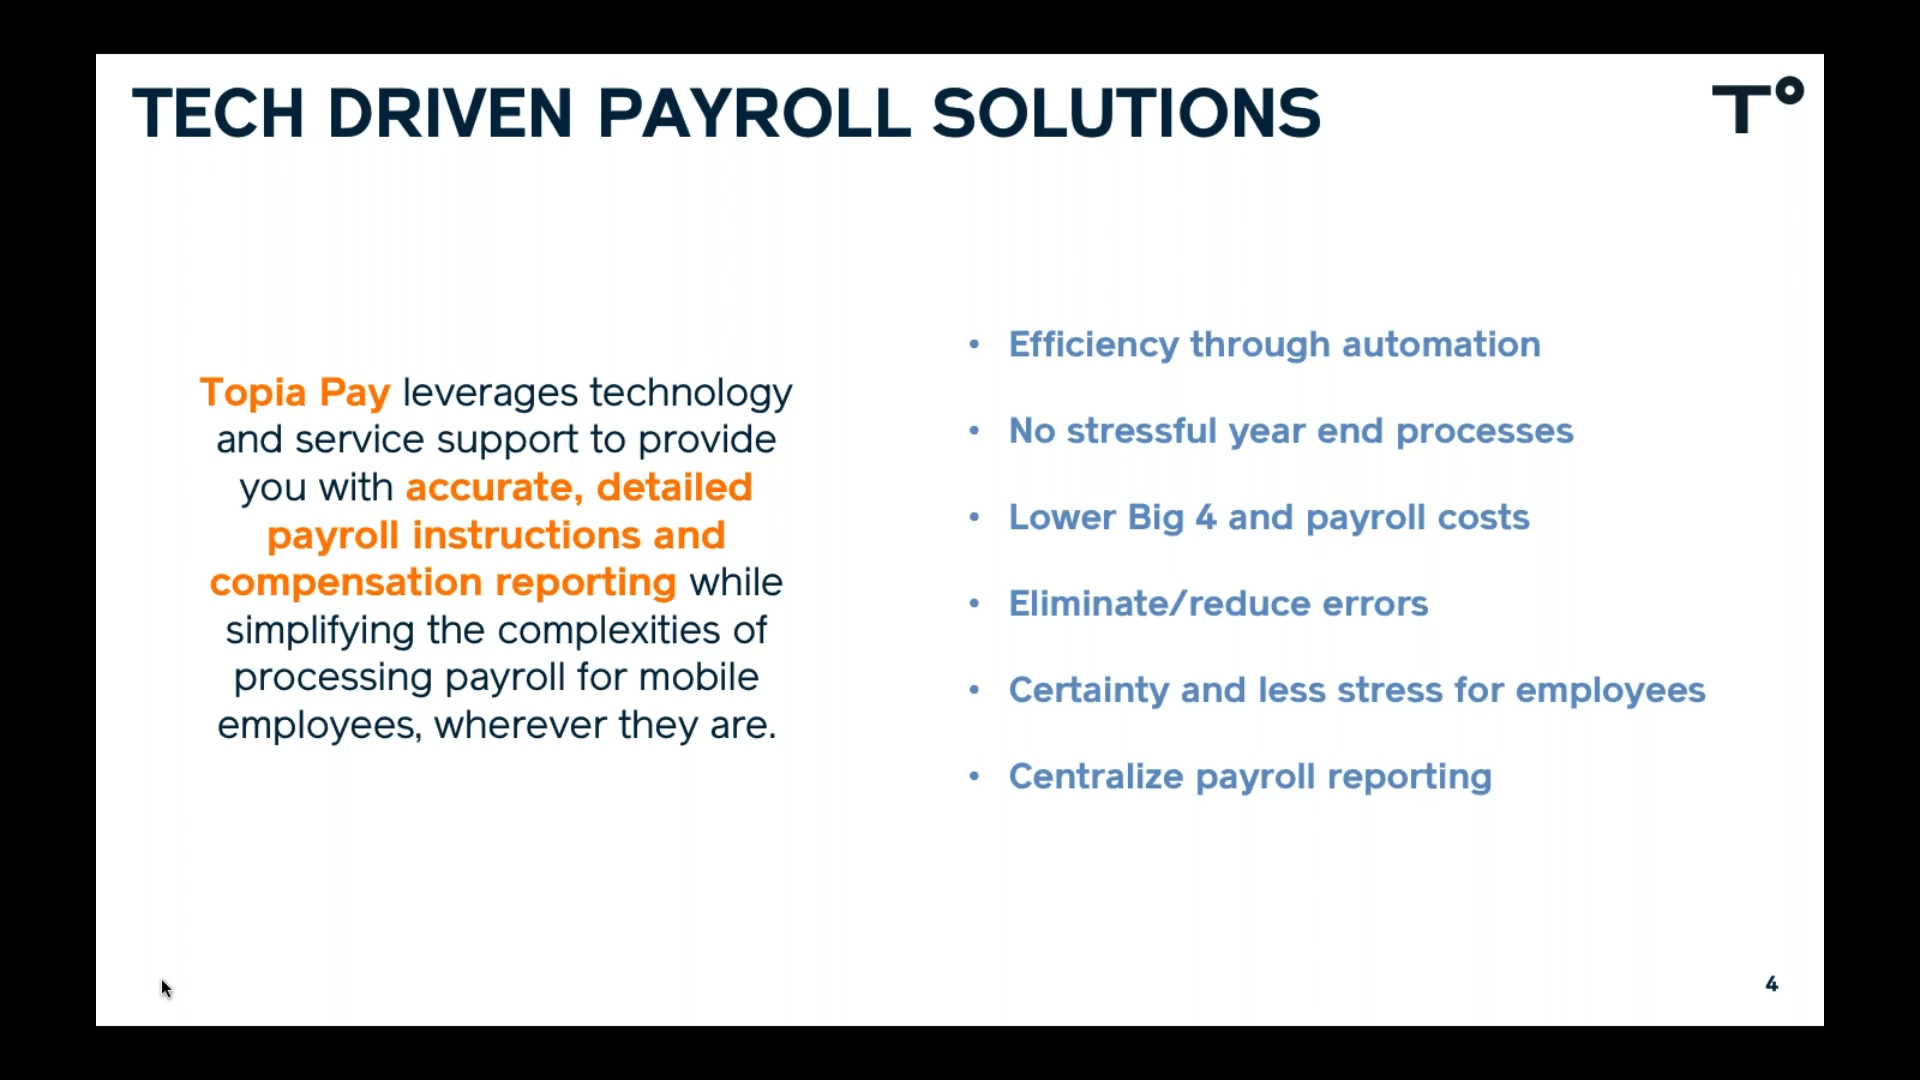 TECH DRIVEN PAYROLL SOLUTIONS
T°
Topia Pay leverages technology
and service support to provide
you with accurate, detailed
payroll instructions and
compensation reporting while
simplifying the complexities of
processing payroll for mobile
employees, wherever they are.
• Efficiency through automation
• No stressful year end processes
• Lower Big 4 and payroll costs
• Eliminate/reduce errors
• Certainty and less stress for employees
• Centralize payroll reporting
4